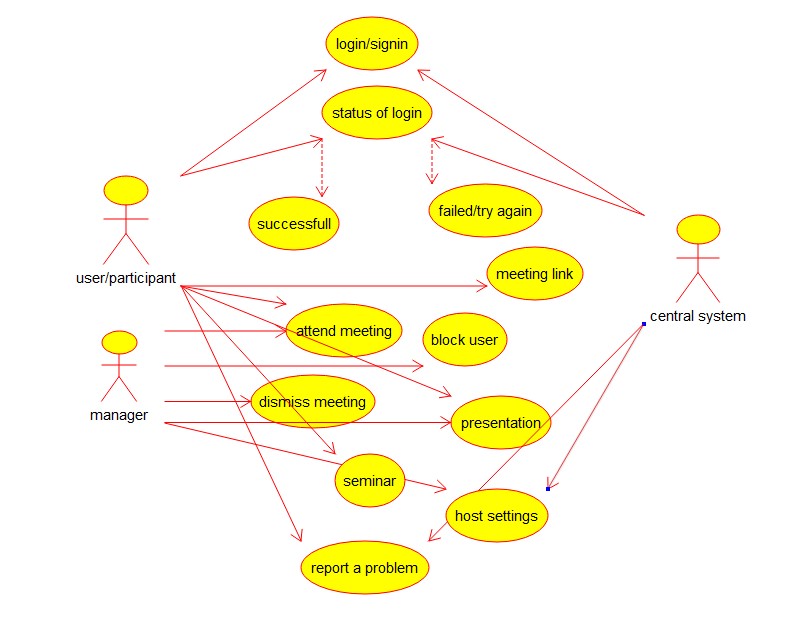 login/signin
status of login
successfull
failed/try again
user/participant
meeting link
central system
attend meeting
block user
manager
dismiss meeting
presentation
seminar
host settings
report a problem